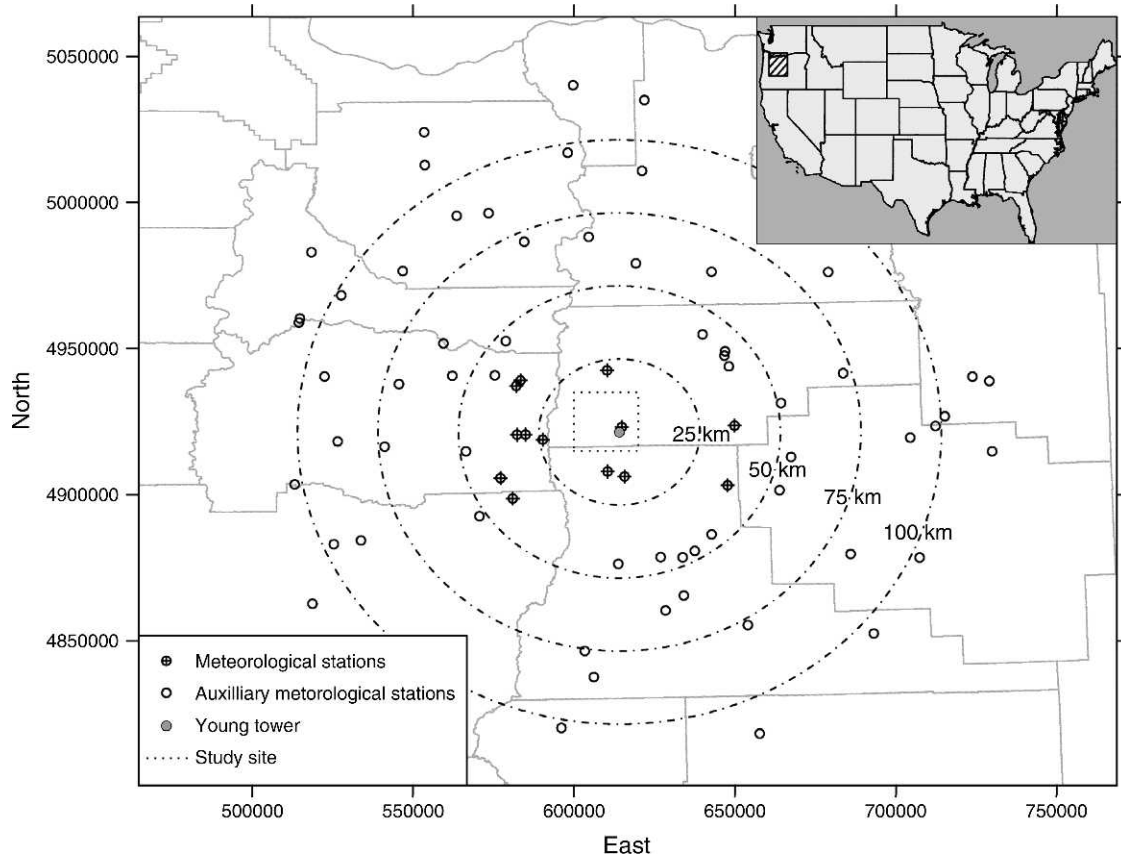 5050000
5000000
4950000
4900000
4850000
North
25 km
50 km
75 km
100 km
Meteorological stations
Auxilliary metorological stations
Young tower
Study site
500000 550000 600000 650000 700000 750000
East